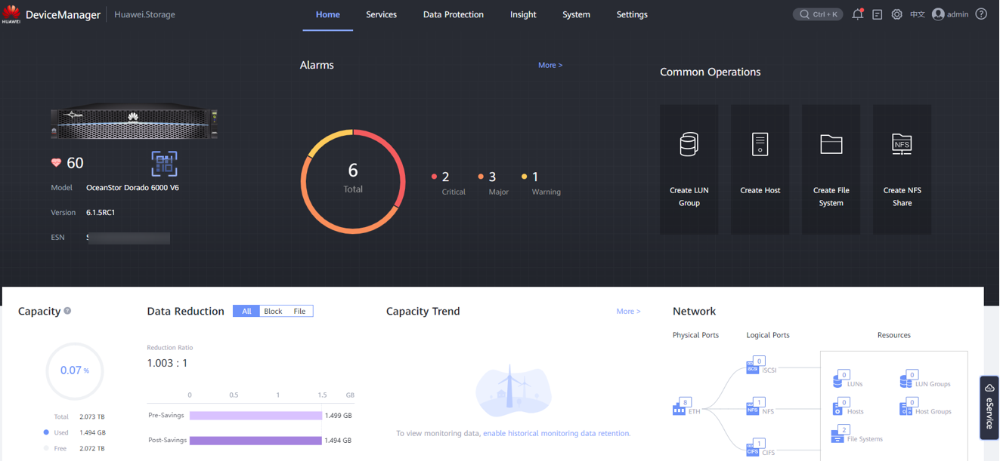 HUAWEI
DeviceManager
Huawei.Storage
Home
Services
Data Protection
Insight
System
Settings
Ctrl + K
中文
admin
?
Alarms
More >
60
Model OceanStor Dorado 6000 V6
Version 6.1.5RC1
ESN
6
Total
2
Critical
3
Major
1
Warning
Common Operations
Create LUN
Group
Create Host
Create File
System
NFS
Create NFS
Share
Capacity ?
0.07 %
Total 2.073 TB
Used 1.494 GB
Free 2.072 TB
Data Reduction
All Block File
Reduction Ratio
1.003 : 1
0 0.5 1 1.5 GB
Pre-Savings 1.499 GB
Post-Savings 1.494 GB
Capacity Trend
More >
To view monitoring data, enable historical monitoring data retention.
Network
Physical Ports
Logical Ports
Resources
8
ETH
0
iSCSI
iSCSI
1
NFS
NFS
1
CIFS
CIFS
0
LUNs
0
LUN Groups
0
Hosts
0
Host Groups
2
File Systems
eService